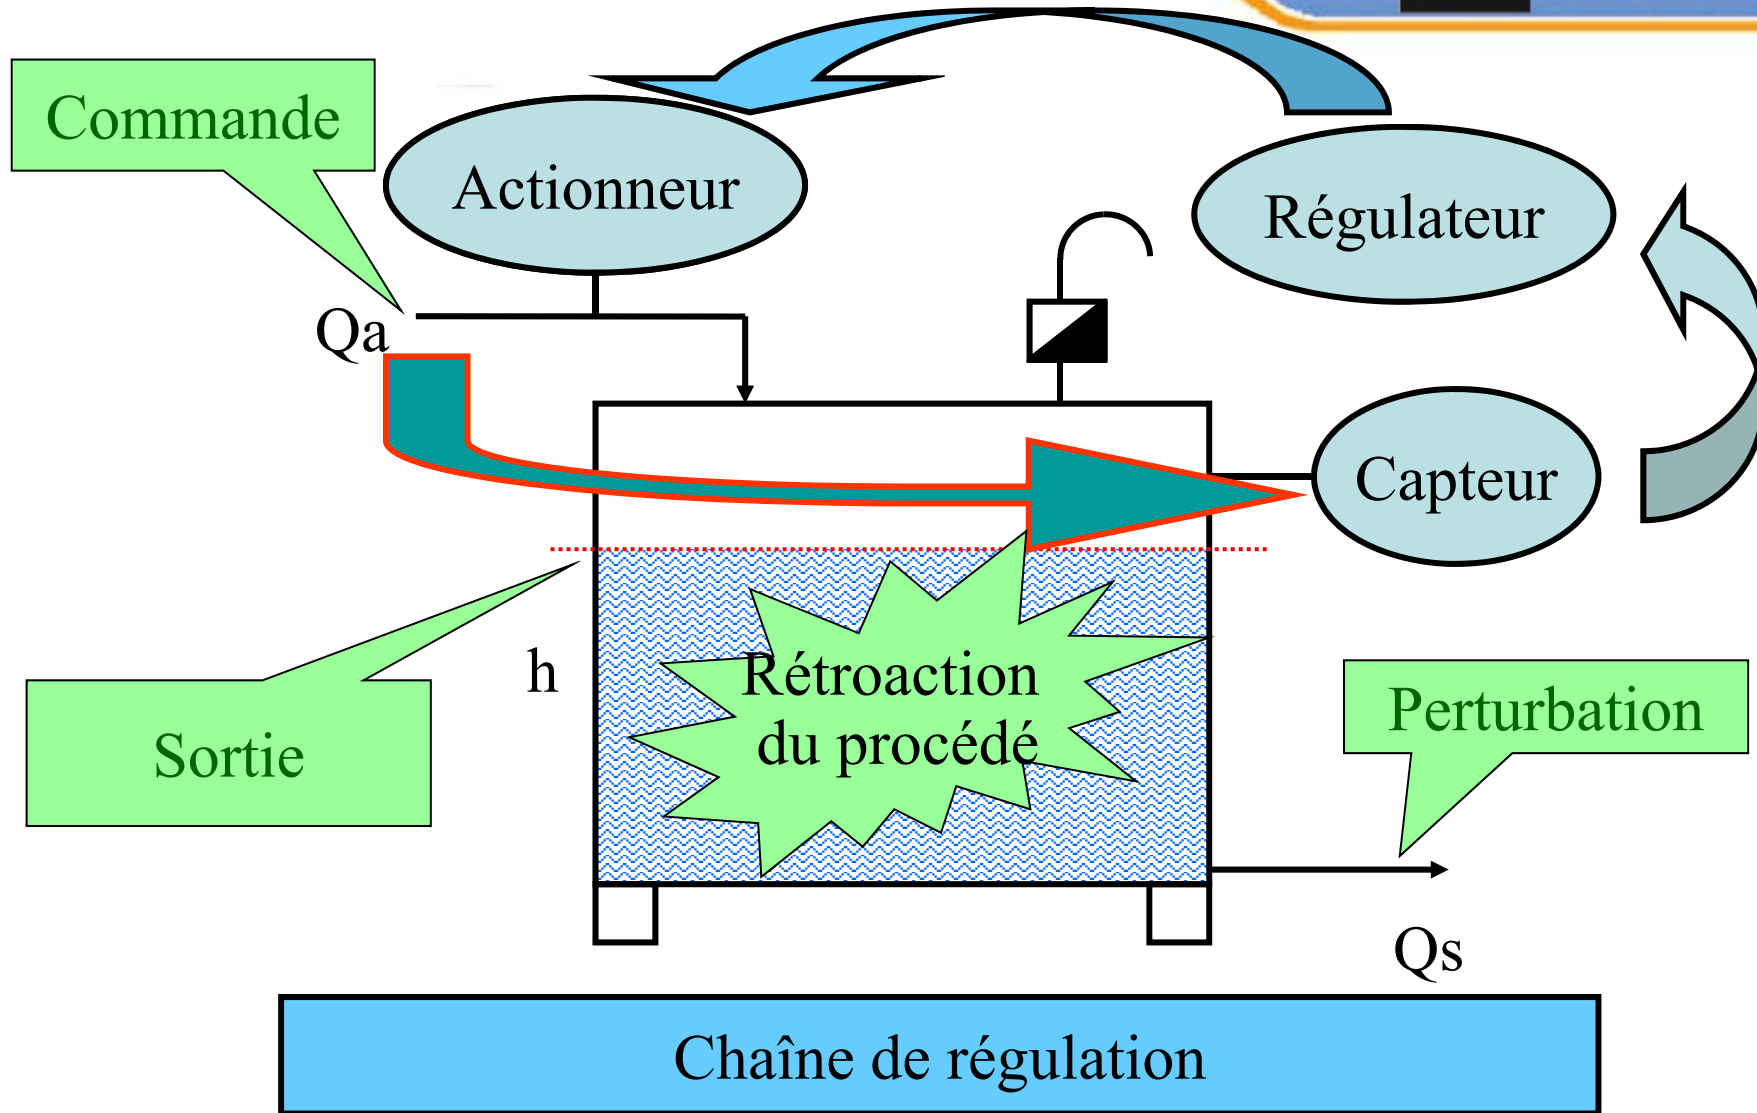 Commande
Actionneur
Régulateur
Qa
Capteur
h
Rétroaction
du procédé
Sortie
Perturbation
Qs
Chaîne de régulation